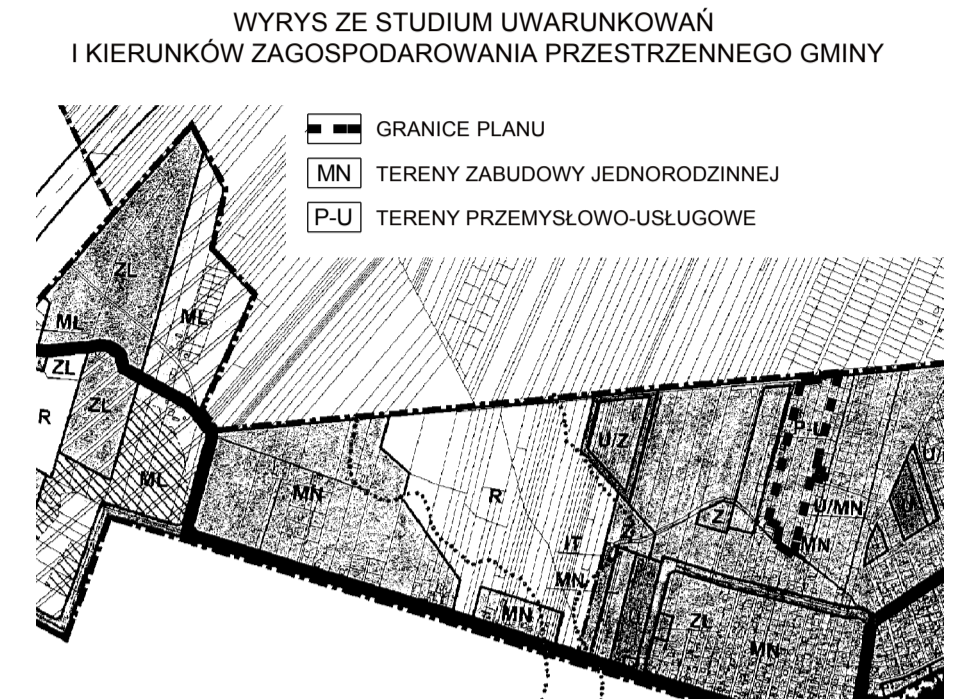 WYRYS ZE STUDIUM UWARUNKOWAŃ
I KIERUNKÓW ZAGOSPODAROWANIA PRZESTRZENNEGO GMINY
GRANICE PLANU
MN TERENY ZABUDOWY JEDNORODZINNEJ
P-U TERENY PRZEMYSŁOWO-USŁUGOWE
ZL
ML
ML
ZL
ZL
R
ML
MN
R
U/Z
P-U
Z
U/MN
MN
IT
MN
MN
ZL
MN